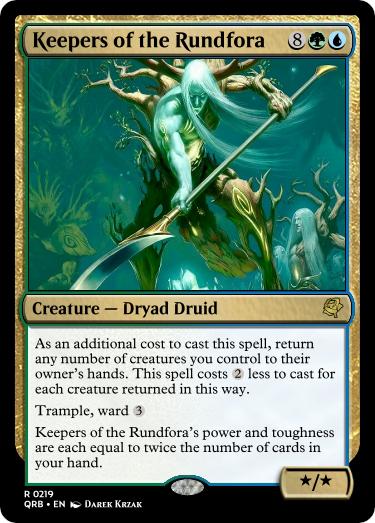 Keepers of the Rundfora 8
As an additional cost to cast this spell, return
any number of creatures you control to their
owner's hands. This spell costs 2 less to cast for
each creature returned in this way.
Trample, ward 3
Keepers of the Rundfora's power and toughness
are each equal to twice the number of cards in
your hand.
Creature — Dryad Druid
★/★
R 0219
QRB • EN Darek Krzak